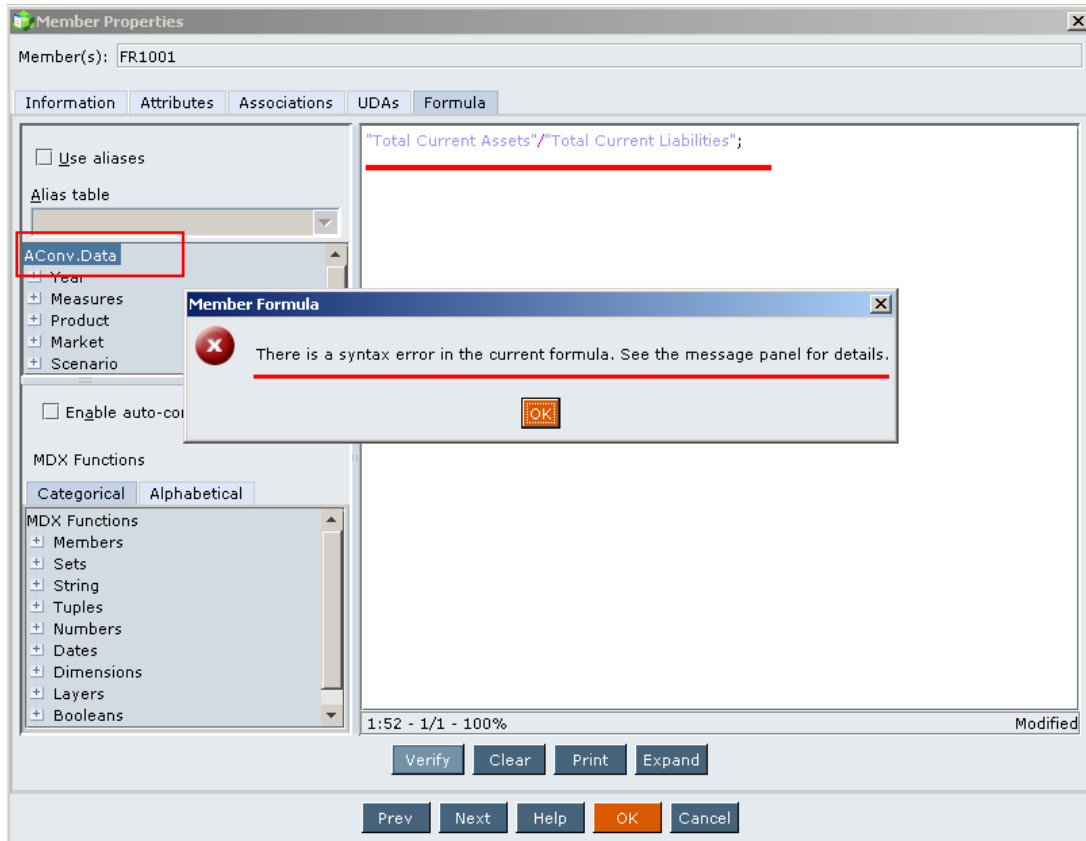 Member Properties
Member(s): FR1001
Information Attributes Associations UDAs Formula
Use aliases
Alias table
AConv.Data
Year
Measures
Product
Market
Scenario
"Total Current Assets"/"Total Current Liabilities";
Member Formula
There is a syntax error in the current formula. See the message panel for details.
OK
Enable auto-co
MDX Functions
Categorical Alphabetical
MDX Functions
Members
Sets
String
Tuples
Numbers
Dates
Dimensions
Layers
Booleans
1:52 - 1/1 - 100% Modified
Verify Clear Print Expand
Prev Next Help OK Cancel